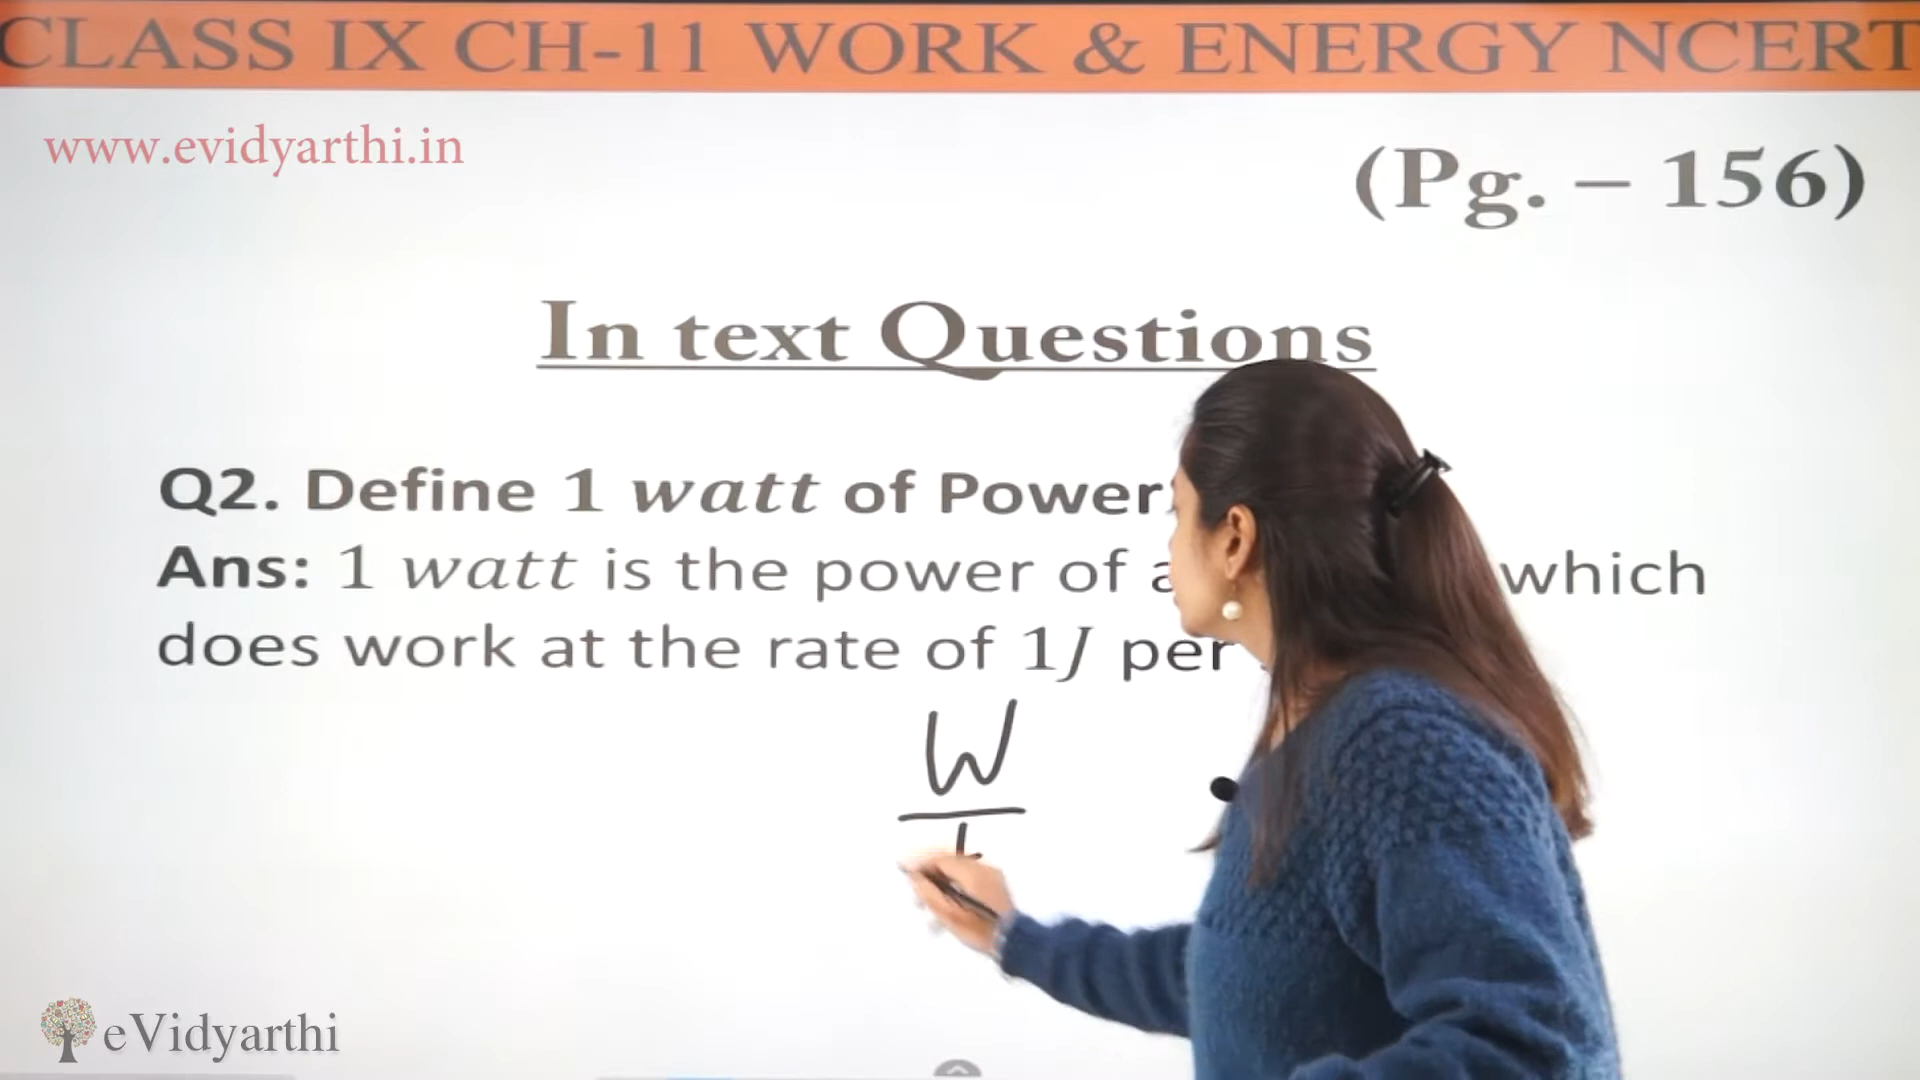 CLASS IX CH-11 WORK & ENERGY NCERT
www.evidyarthi.in
(Pg. – 156)
In text Questions
Q2. Define 1 watt of Power
Ans: 1 watt is the power of which
does work at the rate of 1J per
W
t
eVidyarthi